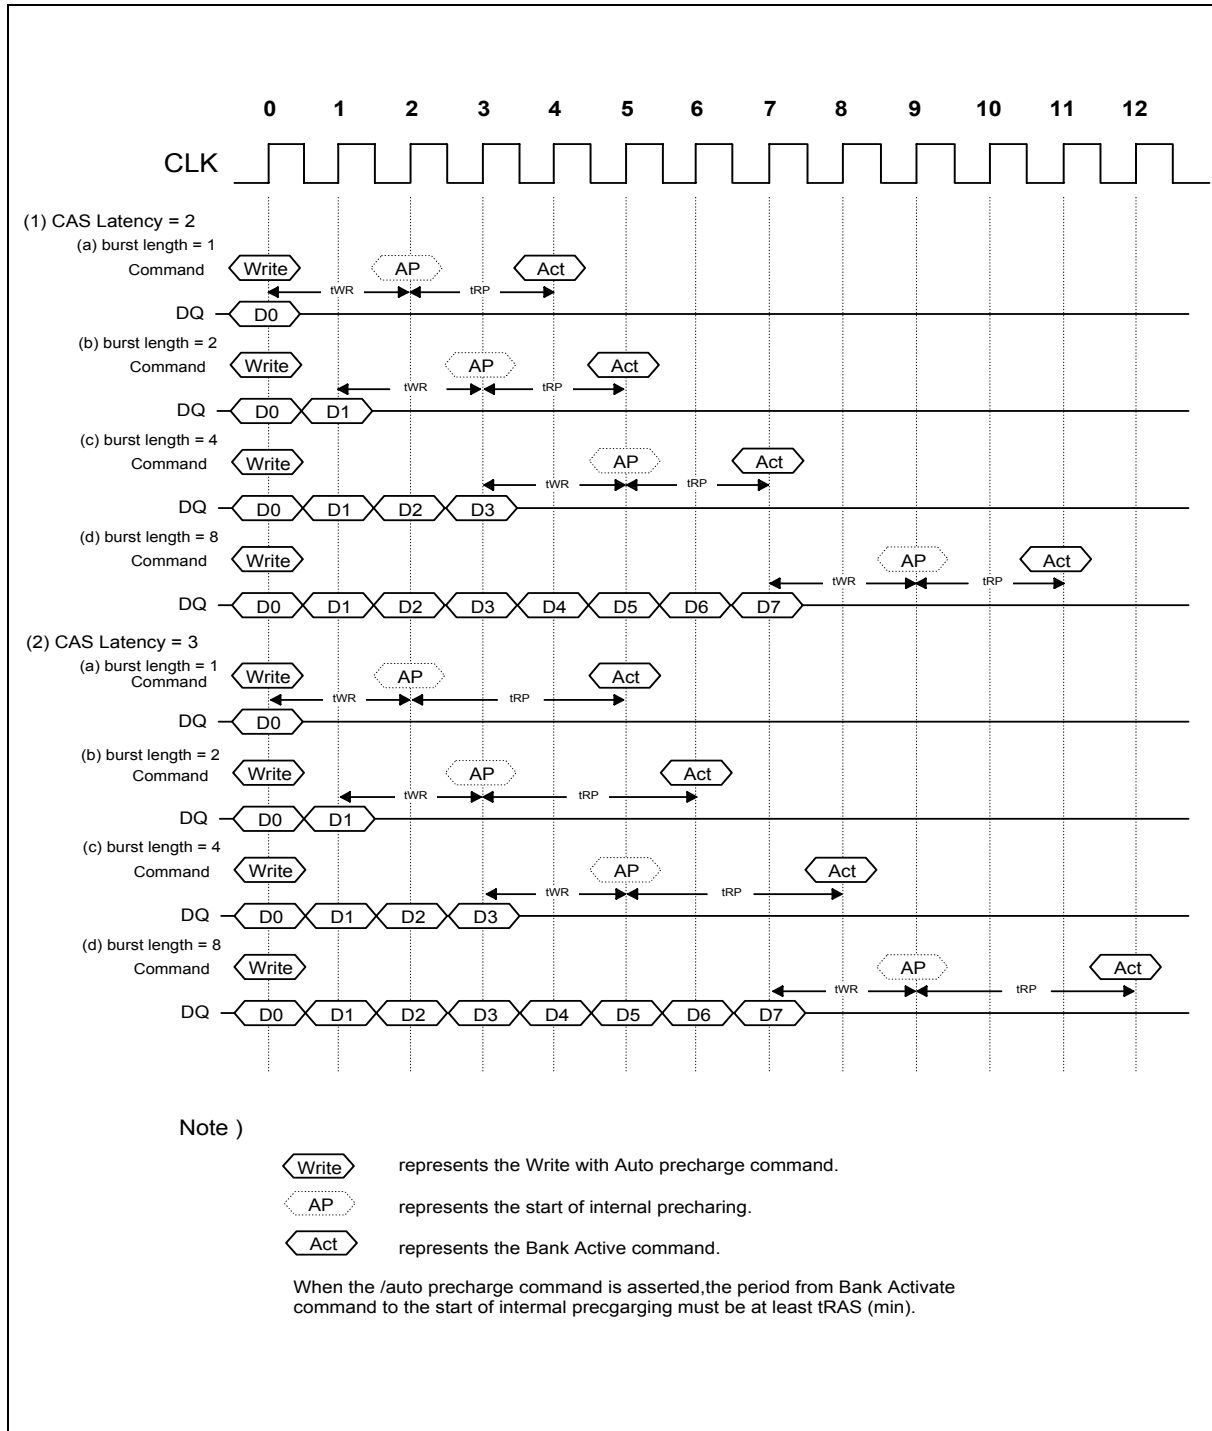 0 1 2 3 4 5 6 7 8 9 10 11 12
CLK
(1) CAS Latency = 2
(a) burst length = 1
Command Write AP Act
tWR tRP
DQ D0
(b) burst length = 2
Command Write AP Act
tWR tRP
DQ D0 D1
(c) burst length = 4
Command Write AP Act
tWR tRP
DQ D0 D1 D2 D3
(d) burst length = 8
Command Write AP Act
tWR tRP
DQ D0 D1 D2 D3 D4 D5 D6 D7
(2) CAS Latency = 3
(a) burst length = 1
Command Write AP Act
tWR tRP
DQ D0
(b) burst length = 2
Command Write AP Act
tWR tRP
DQ D0 D1
(c) burst length = 4
Command Write AP Act
tWR tRP
DQ D0 D1 D2 D3
(d) burst length = 8
Command Write AP Act
tWR tRP
DQ D0 D1 D2 D3 D4 D5 D6 D7
Note )
Write represents the Write with Auto precharge command.
AP represents the start of internal precharing.
Act represents the Bank Active command.
When the /auto precharge command is asserted,the period from Bank Activate
command to the start of intermal precgarging must be at least tRAS (min).